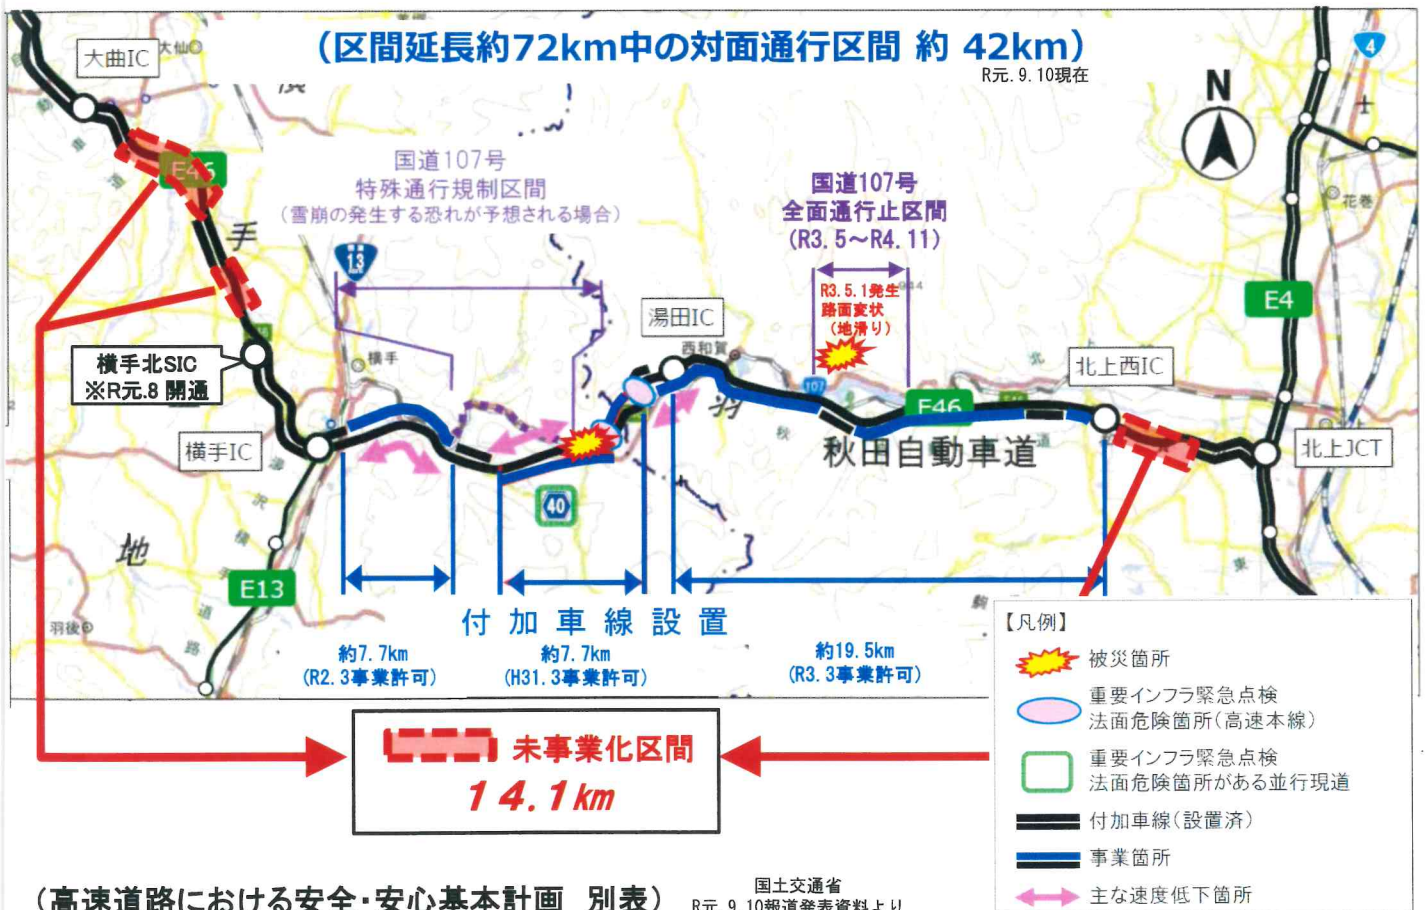 (区間延長約72km中の対面通行区間 約 42km)
R元.9.10現在
大曲IC
大仙
4
N
E46
国道107号
特殊通行規制区間
(雪崩の発生する恐れが予想される場合)
国道107号
全面通行止区間
(R3.5~R4.11)
花巻
手
13
R3.5.1発生
路面変状
(地滑り)
944
E4
湯田IC
西和賀
横手北SIC
※R元.8 開通
横手
107
北上西IC
羽
E46
秋田自動車道
横手IC
北上JCT
40
地
E13
羽後
付加車線設置
約7.7km
(R2.3事業許可)
約7.7km
(H31.3事業許可)
約19.5km
(R3.3事業許可)
未事業化区間
14.1km
【凡例】
被災箇所
重要インフラ緊急点検
法面危険箇所(高速本線)
重要インフラ緊急点検
法面危険箇所がある並行現道
付加車線(設置済)
事業箇所
主な速度低下箇所
(高速道路における安全・安心基本計画 別表)
国土交通省
R元.9.10報道発表資料より